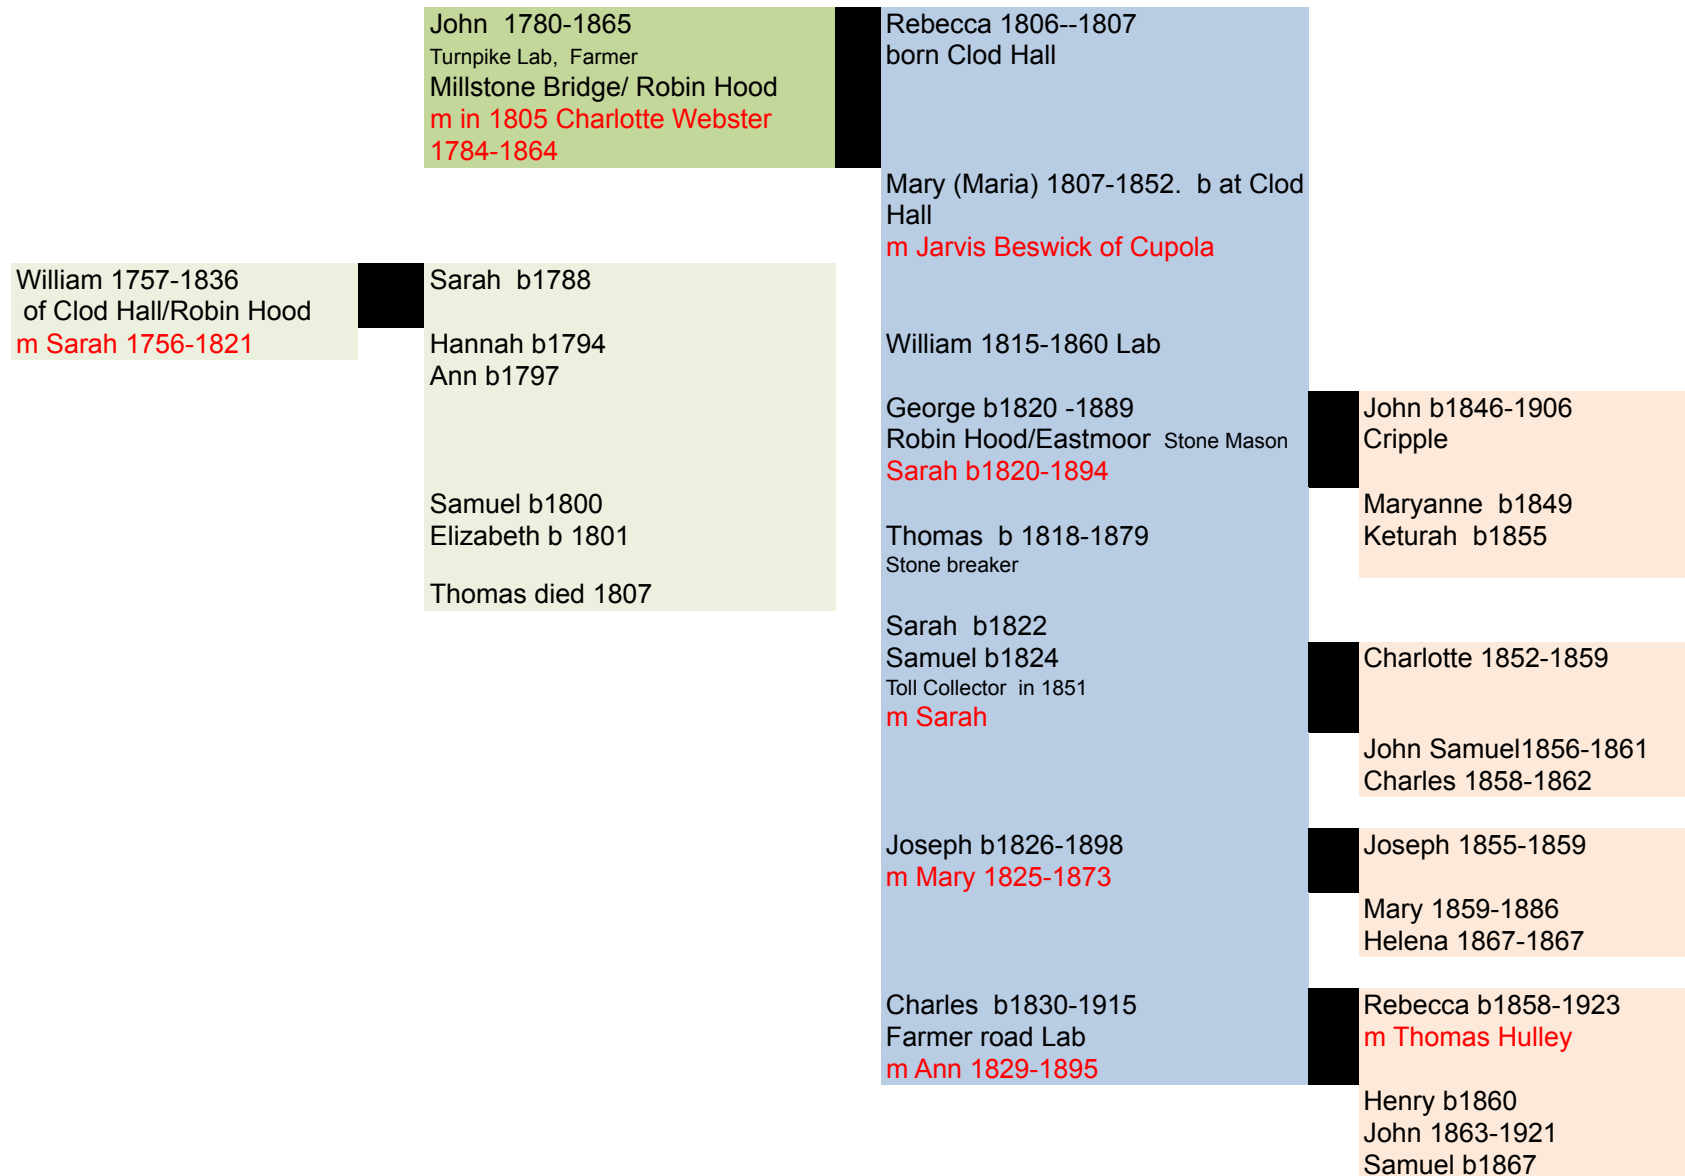 John  1780-1865
Turnpike Lab,  Farmer
Millstone Bridge/ Robin Hood
m in 1805 Charlotte Webster
1784-1864
William 1757-1836
of Clod Hall/Robin Hood
m Sarah 1756-1821
Sarah  b1788
Hannah b1794
Ann b1797
Samuel b1800
Elizabeth b 1801
Thomas died 1807
Rebecca 1806--1807
born Clod Hall
Mary (Maria) 1807-1852.  b at Clod
Hall
m Jarvis Beswick of Cupola
William 1815-1860 Lab
George b1820 -1889
Robin Hood/Eastmoor  Stone Mason
Sarah b1820-1894
Thomas  b 1818-1879
Stone breaker
Sarah  b1822
Samuel b1824
Toll Collector  in 1851
m Sarah
Joseph b1826-1898
m Mary 1825-1873
Charles  b1830-1915
Farmer road Lab
m Ann 1829-1895
John b1846-1906
Cripple
Maryanne  b1849
Keturah  b1855
Charlotte 1852-1859
John Samuel1856-1861
Charles 1858-1862
Joseph 1855-1859
Mary 1859-1886
Helena 1867-1867
Rebecca b1858-1923
m Thomas Hulley
Henry b1860
John 1863-1921
Samuel b1867